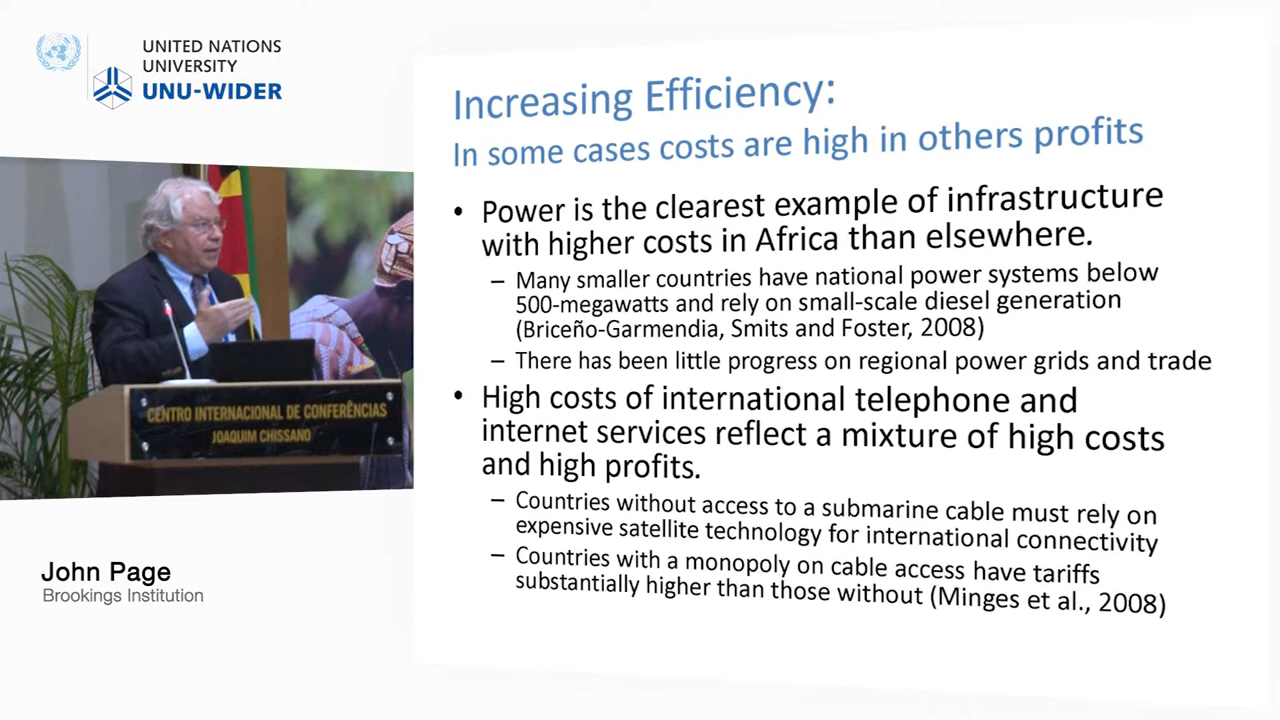 UNITED NATIONS
UNIVERSITY
UNU-WIDER
Increasing Efficiency:
In some cases costs are high in others profits
• Power is the clearest example of infrastructure
with higher costs in Africa than elsewhere.
– Many smaller countries have national power systems below
500-megawatts and rely on small-scale diesel generation
(Briceño-Garmendia, Smits and Foster, 2008)
– There has been little progress on regional power grids and trade
• High costs of international telephone and
internet services reflect a mixture of high costs
and high profits.
– Countries without access to a submarine cable must rely on
expensive satellite technology for international connectivity
– Countries with a monopoly on cable access have tariffs
substantially higher than those without (Minges et al., 2008)
CENTRO INTERNACIONAL DE CONFERÊNCIAS
JOAQUIM CHISSANO
John Page
Brookings Institution